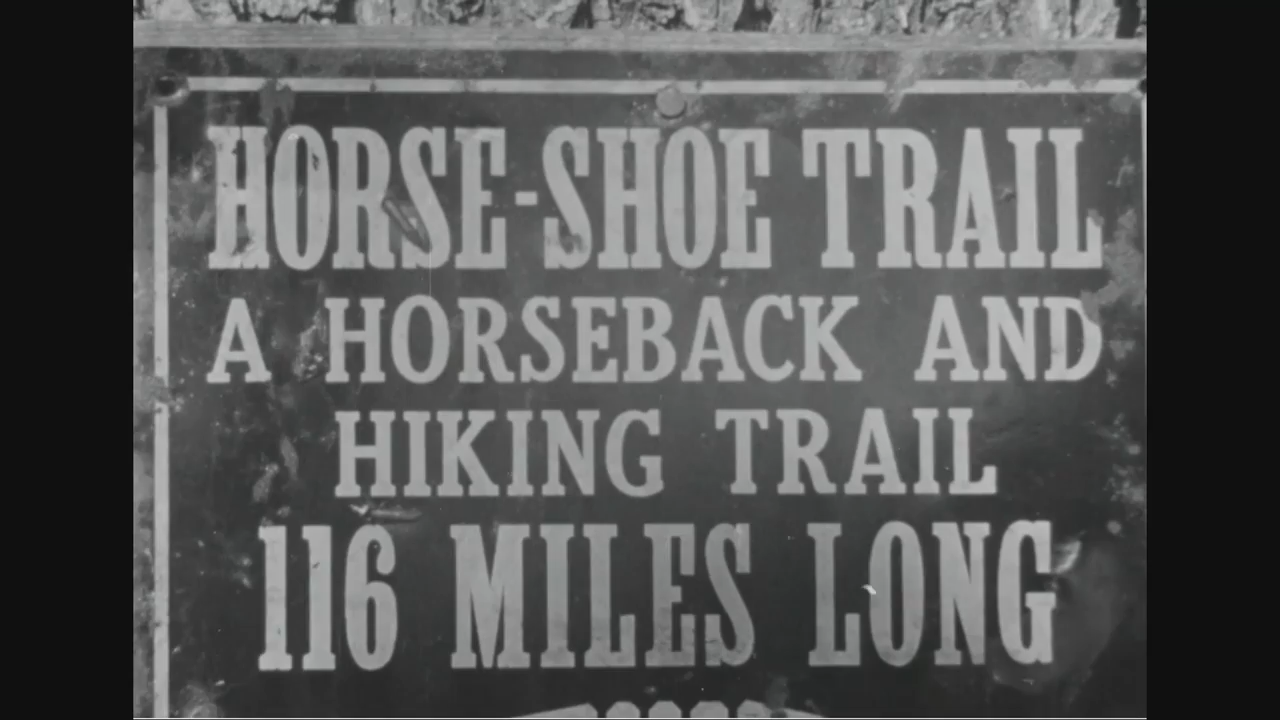 HORSE-SHOE TRAIL
A HORSEBACK AND
HIKING TRAIL
116 MILES LONG